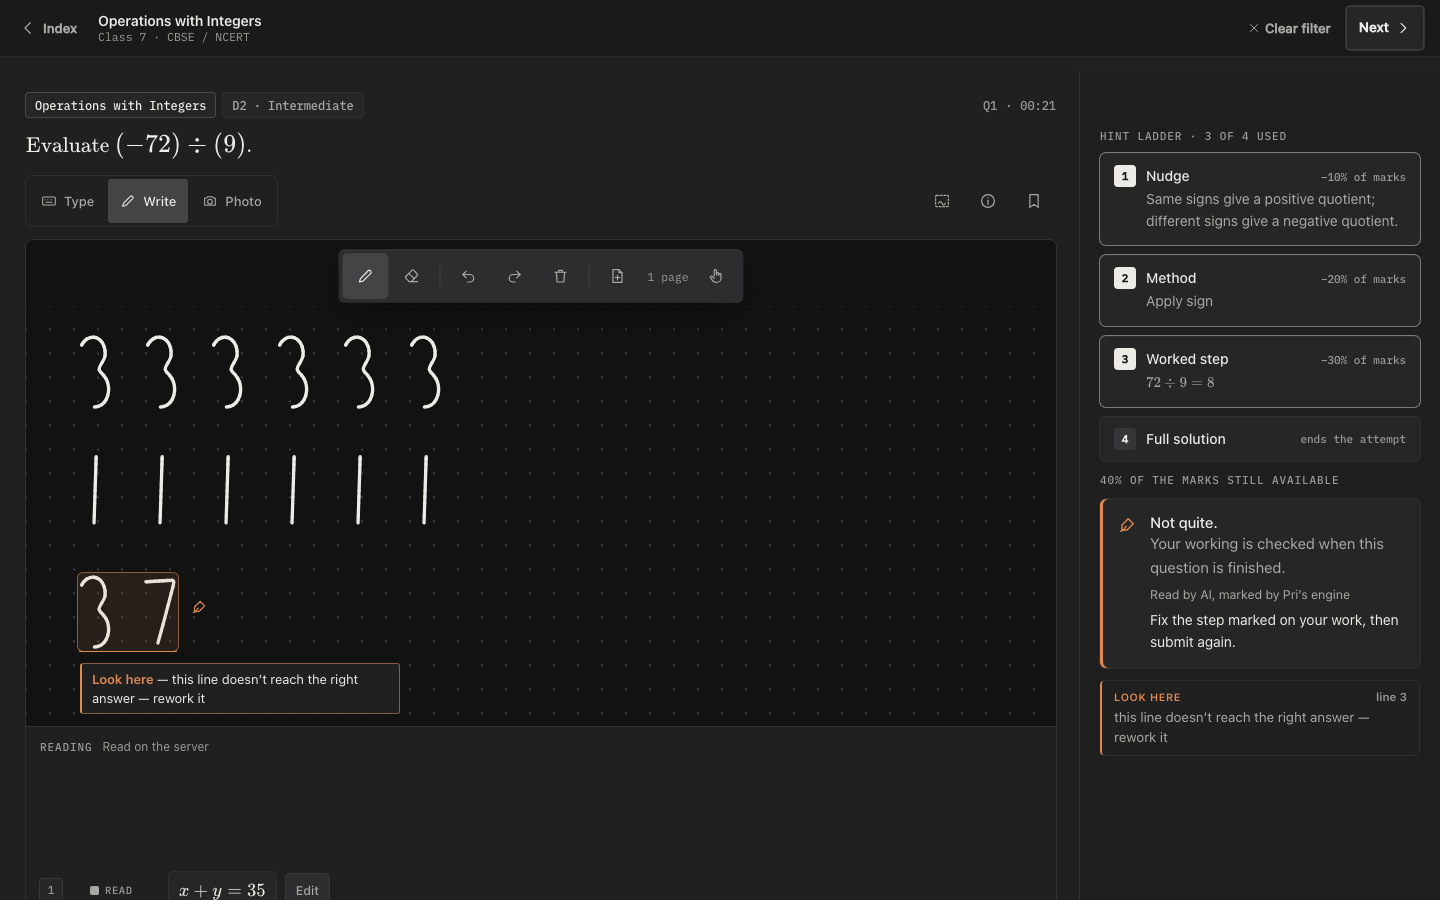 Index
Operations with Integers
Class 7 · CBSE / NCERT
Clear filter
Next
Operations with Integers
D2 · Intermediate
Q1 · 00:21
Evaluate (−72) ÷ (9).
Type
Write
Photo
1 page
3 3 3 3 3 3
1 1 1 1 1 1
3 7
Look here — this line doesn’t reach the right
answer — rework it
READING Read on the server
1
READ
x + y = 35
Edit
HINT LADDER · 3 OF 4 USED
1 Nudge −10% of marks
Same signs give a positive quotient;
different signs give a negative quotient.
2 Method −20% of marks
Apply sign
3 Worked step −30% of marks
72 ÷ 9 = 8
4 Full solution ends the attempt
40% OF THE MARKS STILL AVAILABLE
Not quite.
Your working is checked when this
question is finished.
Read by AI, marked by Pri’s engine
Fix the step marked on your work, then
submit again.
LOOK HERE line 3
this line doesn’t reach the right answer —
rework it